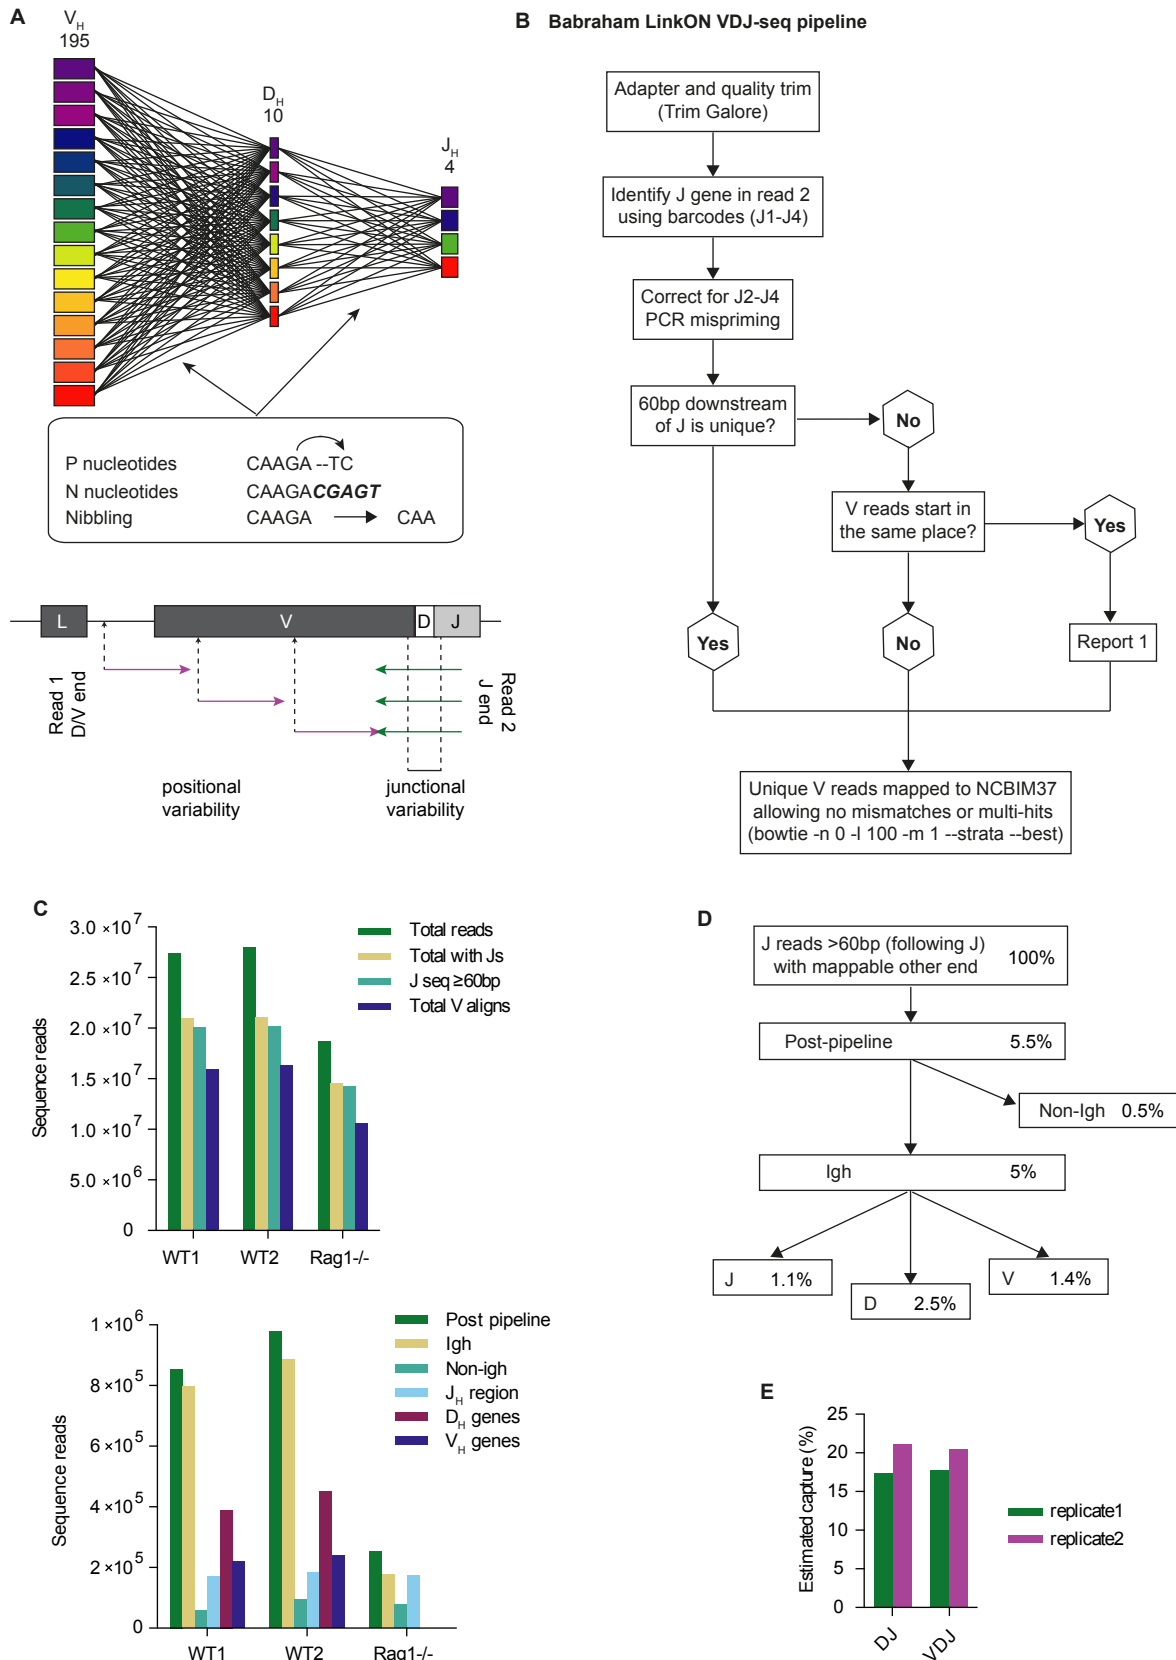 A
V_H
195
D_H
10
J_H
4
P nucleotides CAAGA --TC
N nucleotides CAAGACGAGT
Nibbling CAAGA CAA
L V D J
Read 1
D/V end
Read 2
J end
positional
variability
junctional
variability
B Babraham LinkON VDJ-seq pipeline
Adapter and quality trim
(Trim Galore)
Identify J gene in read 2
using barcodes (J1-J4)
Correct for J2-J4
PCR mispriming
60bp downstream
of J is unique?
No
V reads start in
the same place?
Yes
Yes
No
Report 1
Unique V reads mapped to NCBIM37
allowing no mismatches or multi-hits
(bowtie -n 0 -l 100 -m 1 --strata --best)
C
Sequence reads
3.0 ×10^7
2.5 ×10^7
2.0 ×10^7
1.5 ×10^7
1.0 ×10^7
5.0 ×10^6
0
WT1 WT2 Rag1-/-
Total reads
Total with Js
J seq ≥60bp
Total V aligns
Sequence reads
1 ×10^6
8 ×10^5
6 ×10^5
4 ×10^5
2 ×10^5
0
WT1 WT2 Rag1-/-
Post pipeline
Igh
Non-igh
J_H region
D_H genes
V_H genes
D
J reads >60bp (following J)
with mappable other end 100%
Post-pipeline 5.5%
Non-Igh 0.5%
Igh 5%
J 1.1%
D 2.5%
V 1.4%
E
Estimated capture (%)
25
20
15
10
5
0
DJ VDJ
replicate1
replicate2